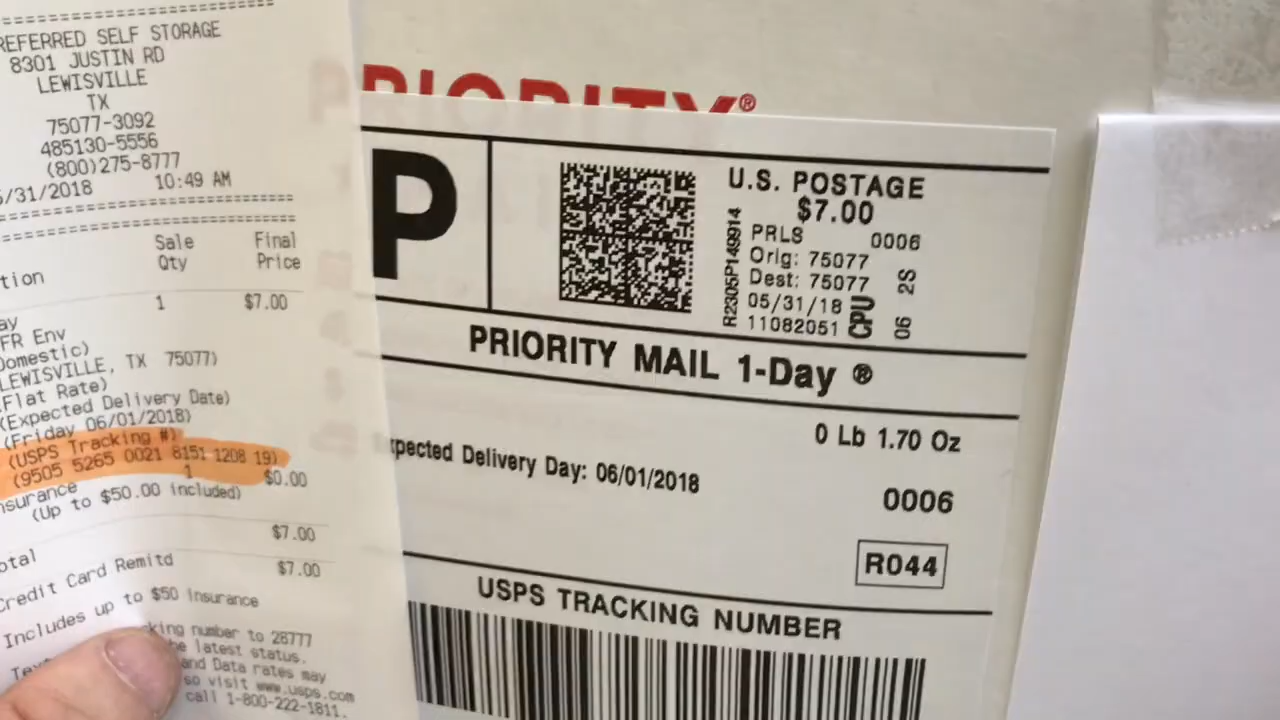 REFERRED SELF STORAGE
8301 JUSTIN RD
LEWISVILLE
TX
75077-3092
485130-5556
(800)275-8777
5/31/2018 10:49 AM
Sale Final
Qty Price
tion
1 $7.00
ay
FR Env
Domestic)
LEWISVILLE, TX 75077)
Flat Rate)
(Expected Delivery Date)
(Friday 06/01/2018)
(USPS Tracking #)
(9505 5265 0021 8151 1208 19)
nsurance 1 $0.00
(Up to $50.00 included)
otal $7.00
Credit Card Remitd $7.00
Includes up to $50 insurance
king number to 28777
he latest status.
and Data rates may
so visit www.usps.com
call 1-800-222-1811.
PRIORITY®
P
U.S. POSTAGE
$7.00
PRLS 0006
Orig: 75077
Dest: 75077
05/31/18
11082051
R2305P149914
CPU
06 2S
PRIORITY MAIL 1-Day ®
0 Lb 1.70 Oz
xpected Delivery Day: 06/01/2018
0006
R044
USPS TRACKING NUMBER